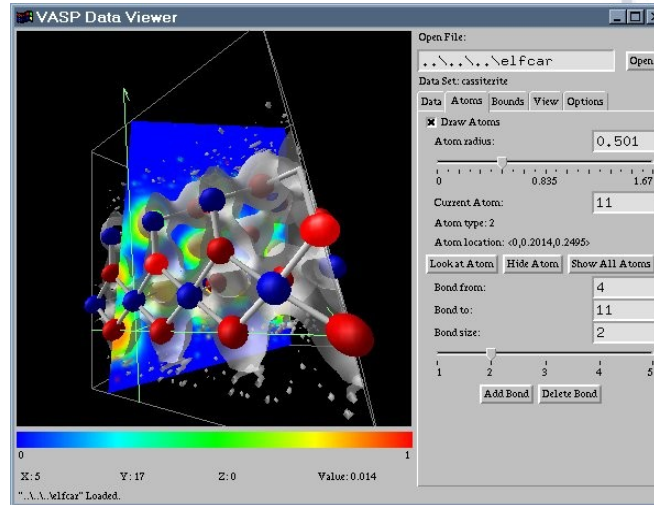 VASP Data Viewer
Open File:
..\..\..\elfcar Open
Data Set: cassiterite
Data Atoms Bounds View Options
Draw Atoms
Atom radius: 0.501
0 0.835 1.67
Current Atom: 11
Atom type: 2
Atom location: <0,0.2014,0.2495>
Look at Atom Hide Atom Show All Atoms
Bond from: 4
Bond to: 11
Bond size: 2
1 2 3 4 5
Add Bond Delete Bond
0 1
X: 5 Y: 17 Z: 0 Value: 0.014
"..\..\..\elfcar" Loaded.